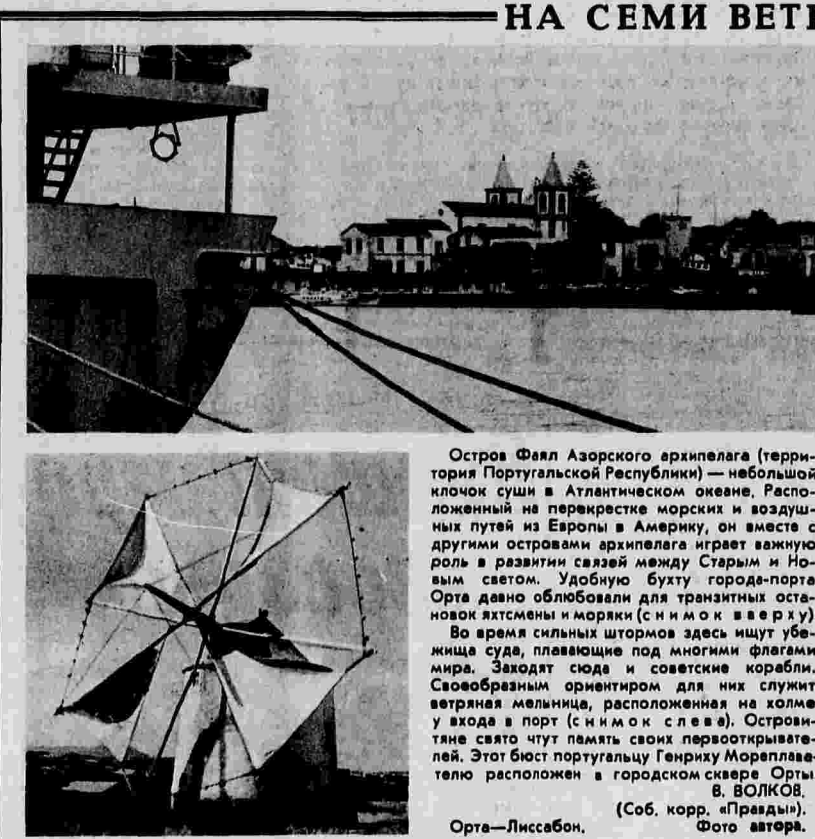 НА СЕМИ
Остров Фаял Азорского архипелага (терри-
тория Португальской Республики) — небольшой
клочок суши в Атлантическом океане. Распо-
ложенный на перекрестке морских и воздуш-
ных путей из Европы в Америку, он вместе с
другими островами архипелага играет важную
роль в развитии связей между Старым и Но-
вым светом. Удобную бухту города-порта
Орта давно облюбовали для транзитных оста-
новок яхтсмены и моряки (снимок вверху)
Во время сильных штормов здесь ищут убе-
жища суда, плавающие под многими флагами
мира. Заходят сюда и советские корабли.
Своеобразным ориентиром для них служит
ветряная мельница, расположенная на холме
у входа в порт (снимок слева). Острови-
тяне свято чтут память своих первооткрывате-
лей. Этот бюст португальцу Генриху Мореплава-
телю расположен в городском сквере Орты
В. ВОЛКОВ.
(Соб. корр. «Правды»).
Орта—Лиссабон. Фото автора.